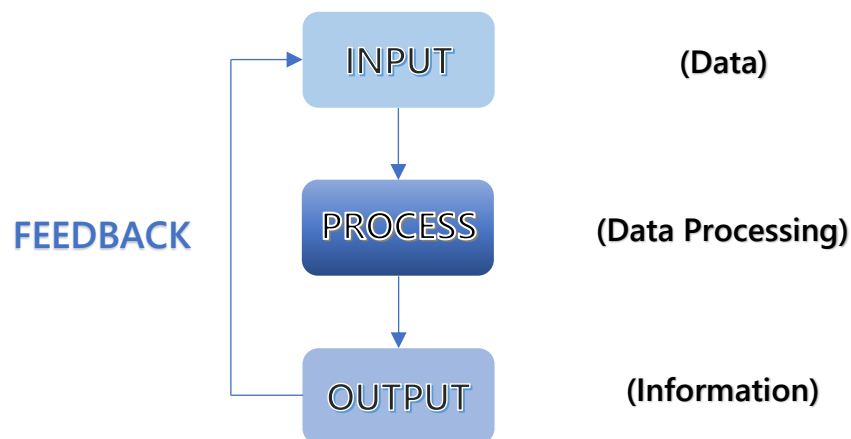 INPUT
(Data)
FEEDBACK
PROCESS
(Data Processing)
OUTPUT
(Information)